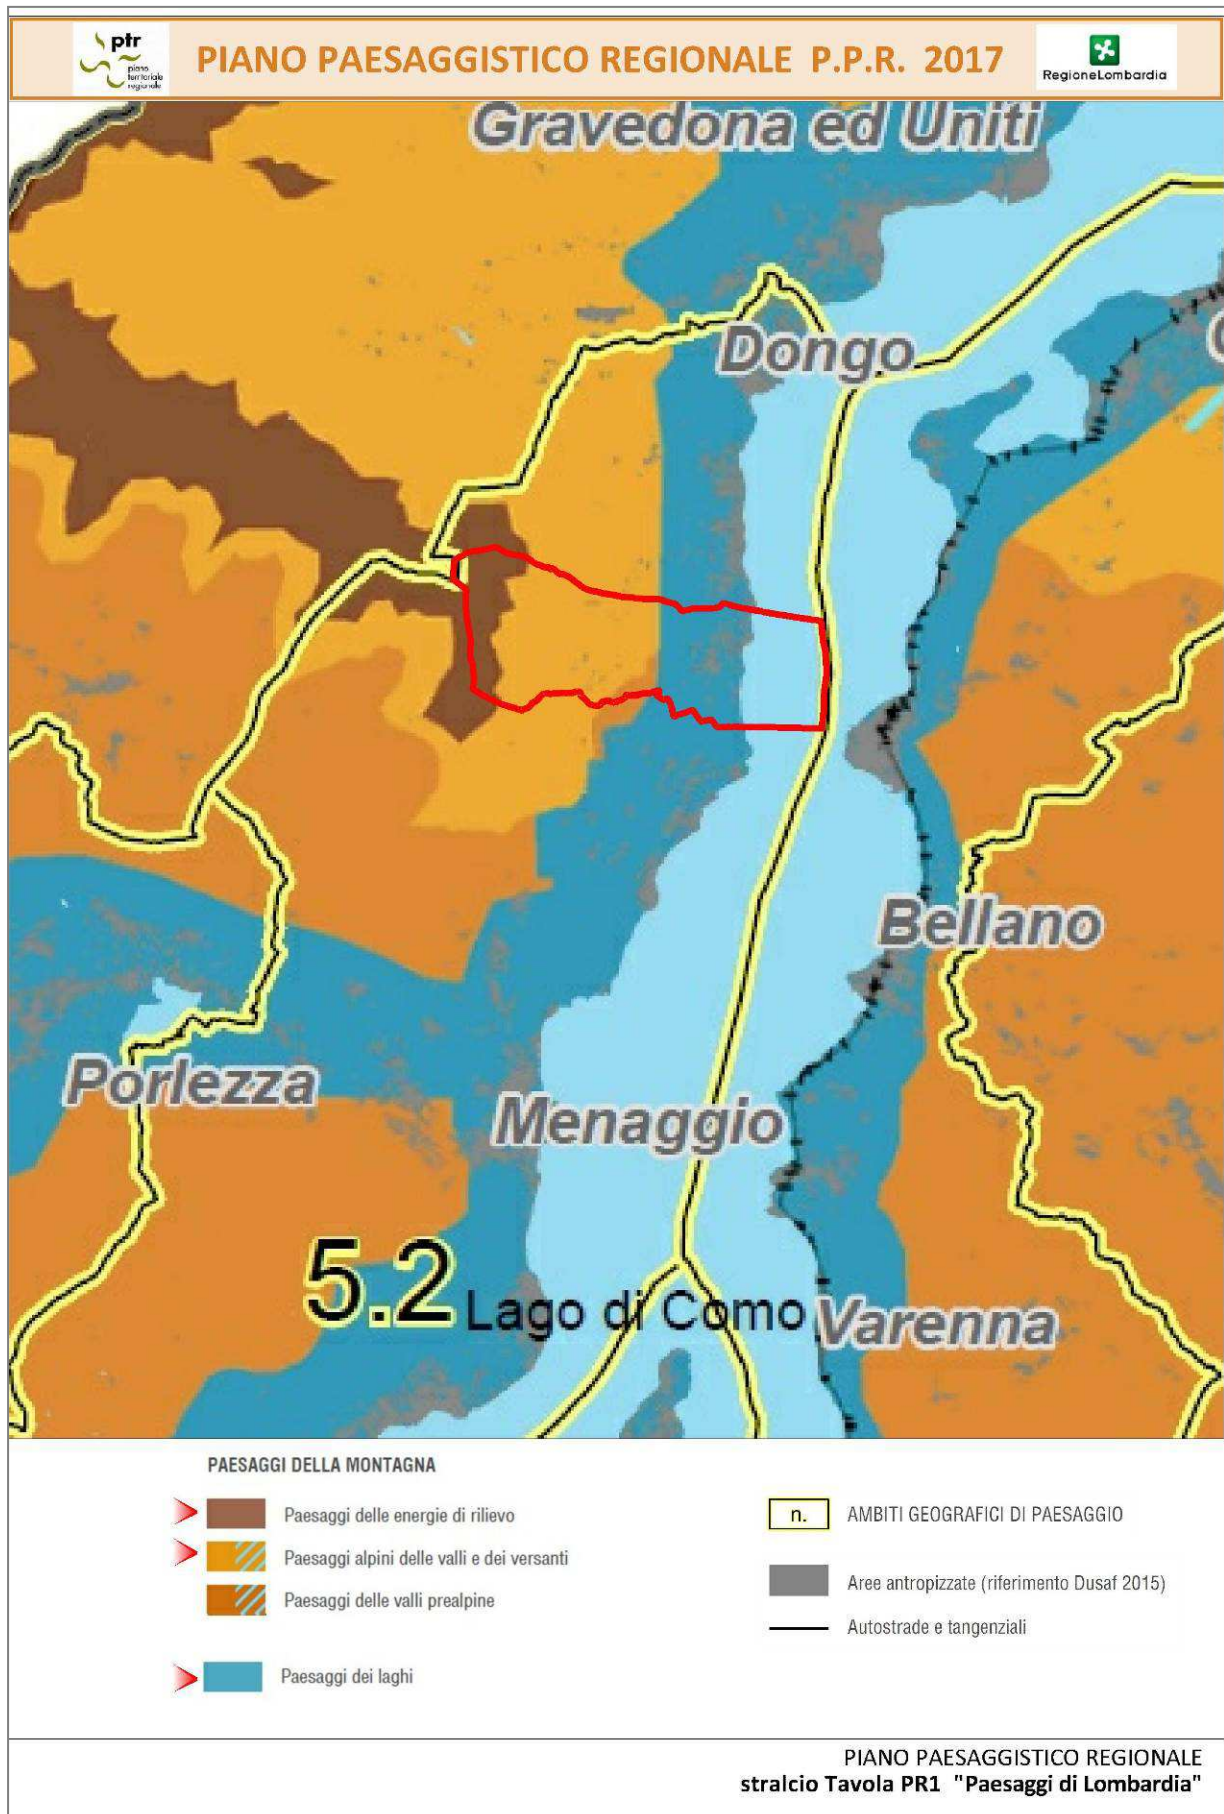 ptr
piano
territoriale
regionale
PIANO PAESAGGISTICO REGIONALE P.P.R. 2017
RegioneLombardia
Gravedona ed Uniti
Dongo
Bellano
Porlezza
Menaggio
5.2 Lago di Como
Varenna
PAESAGGI DELLA MONTAGNA
Paesaggi delle energie di rilievo
Paesaggi alpini delle valli e dei versanti
Paesaggi delle valli prealpine
Paesaggi dei laghi
n. AMBITI GEOGRAFICI DI PAESAGGIO
Aree antropizzate (riferimento Dusaf 2015)
Autostrade e tangenziali
PIANO PAESAGGISTICO REGIONALE
stralcio Tavola PR1 "Paesaggi di Lombardia"